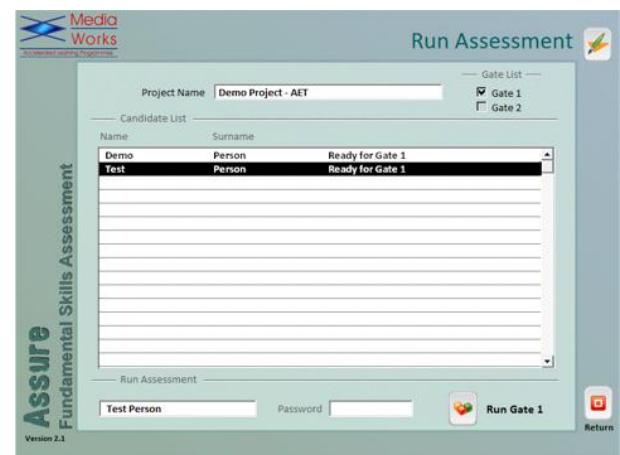 Media
Works
Accelerated Learning Programmes
Run Assessment
Gate List
Project Name Demo Project - AET
Gate 1
Gate 2
Candidate List
Name Surname
Demo Person Ready for Gate 1
Test Person Ready for Gate 1
Run Assessment
Test Person Password Run Gate 1
Return
Assure
Fundamental Skills Assessment
Version 2.1